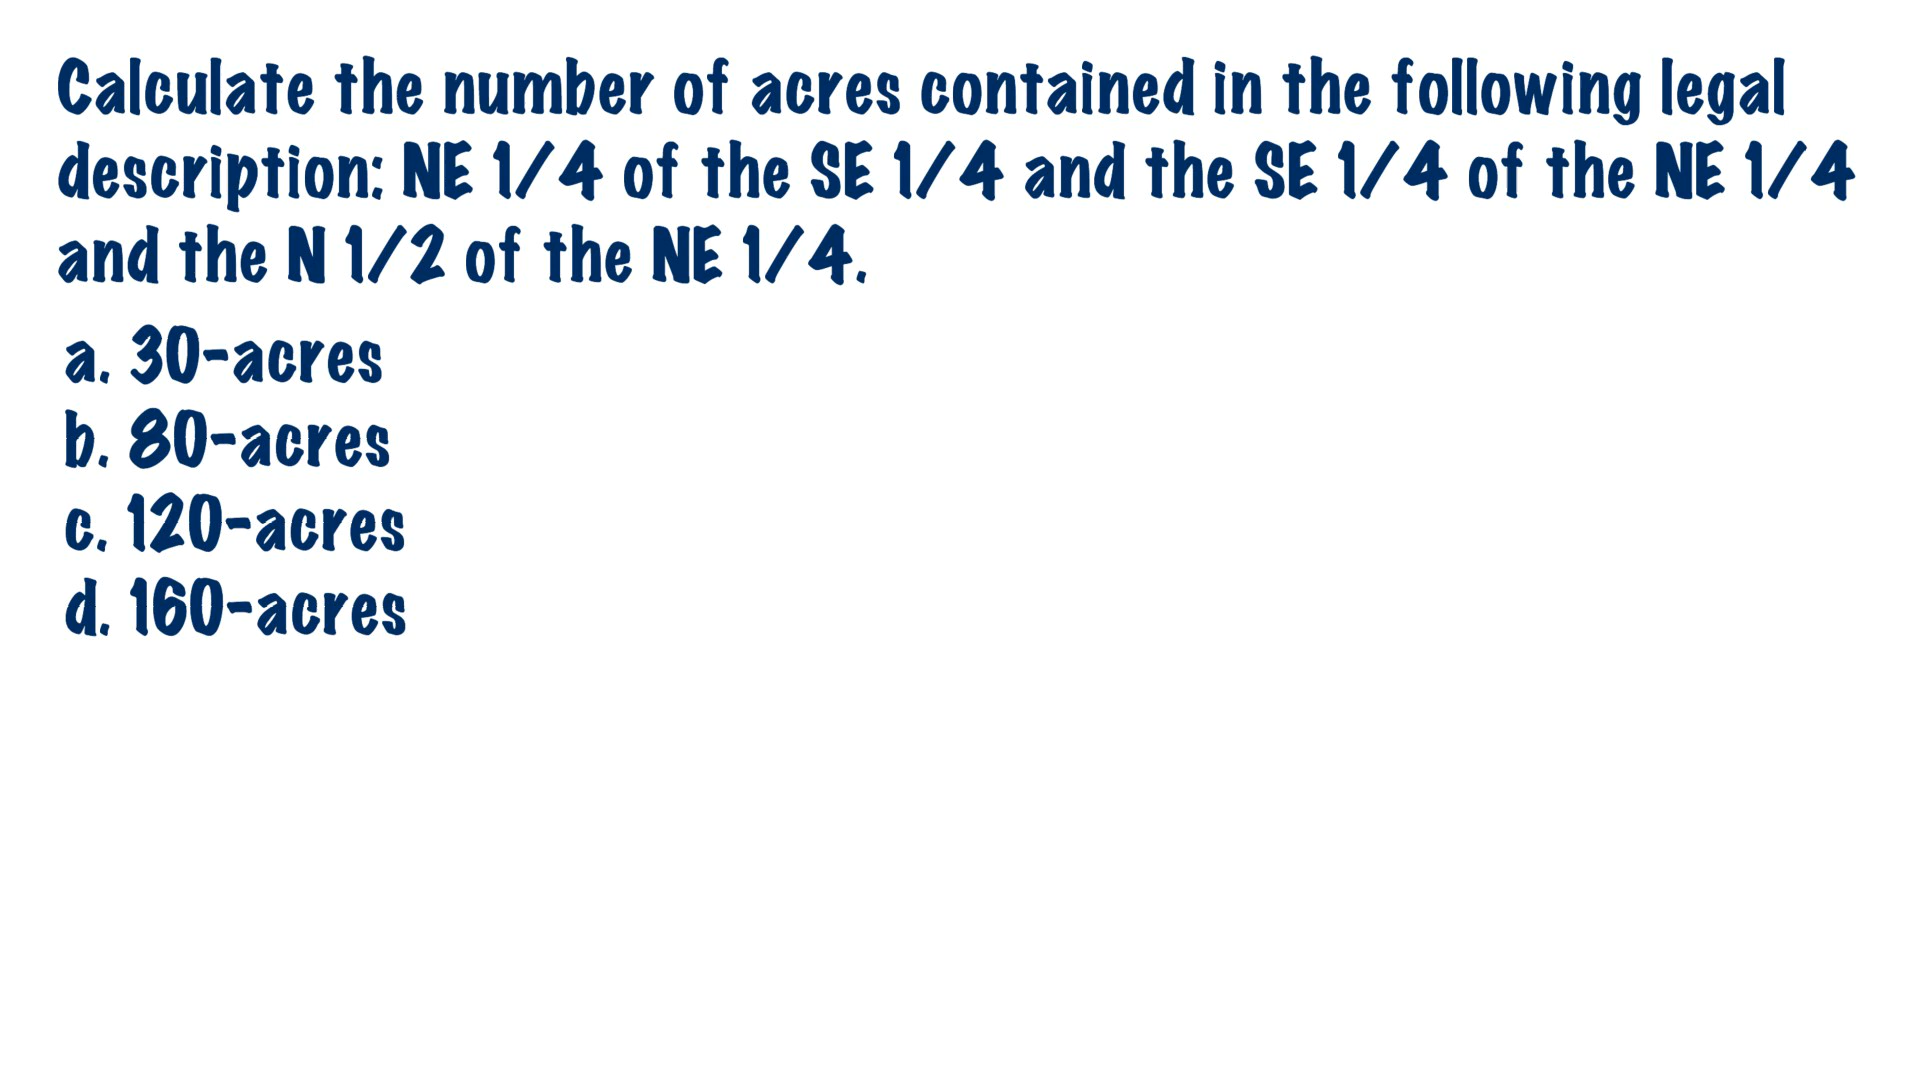 Calculate the number of acres contained in the following legal
description: NE 1/4 of the SE 1/4 and the SE 1/4 of the NE 1/4
and the N 1/2 of the NE 1/4.
a. 30-acres
b. 80-acres
c. 120-acres
d. 160-acres